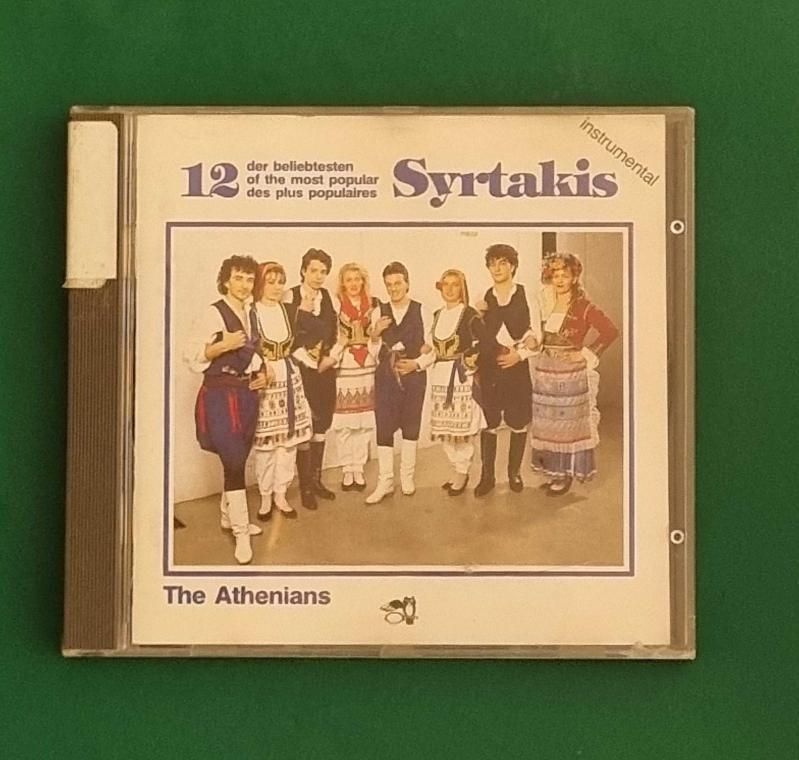 instrumental
12 der beliebtesten
of the most popular
des plus populaires
Syrtakis
The Athenians